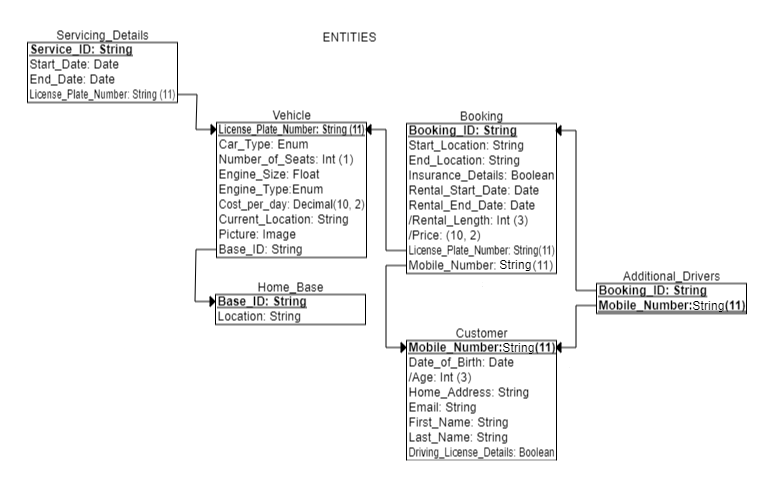 ENTITIES
Servicing_Details
Service_ID: String
Start_Date: Date
End_Date: Date
License_Plate_Number: String (11)
Vehicle
License_Plate_Number: String (11)
Car_Type: Enum
Number_of_Seats: Int (1)
Engine_Size: Float
Engine_Type:Enum
Cost_per_day: Decimal(10, 2)
Current_Location: String
Picture: Image
Base_ID: String
Booking
Booking_ID: String
Start_Location: String
End_Location: String
Insurance_Details: Boolean
Rental_Start_Date: Date
Rental_End_Date: Date
/Rental_Length: Int (3)
/Price: (10, 2)
License_Plate_Number: String(11)
Mobile_Number: String(11)
Home_Base
Base_ID: String
Location: String
Additional_Drivers
Booking_ID: String
Mobile_Number:String(11)
Customer
Mobile_Number:String(11)
Date_of_Birth: Date
/Age: Int (3)
Home_Address: String
Email: String
First_Name: String
Last_Name: String
Driving_License_Details: Boolean